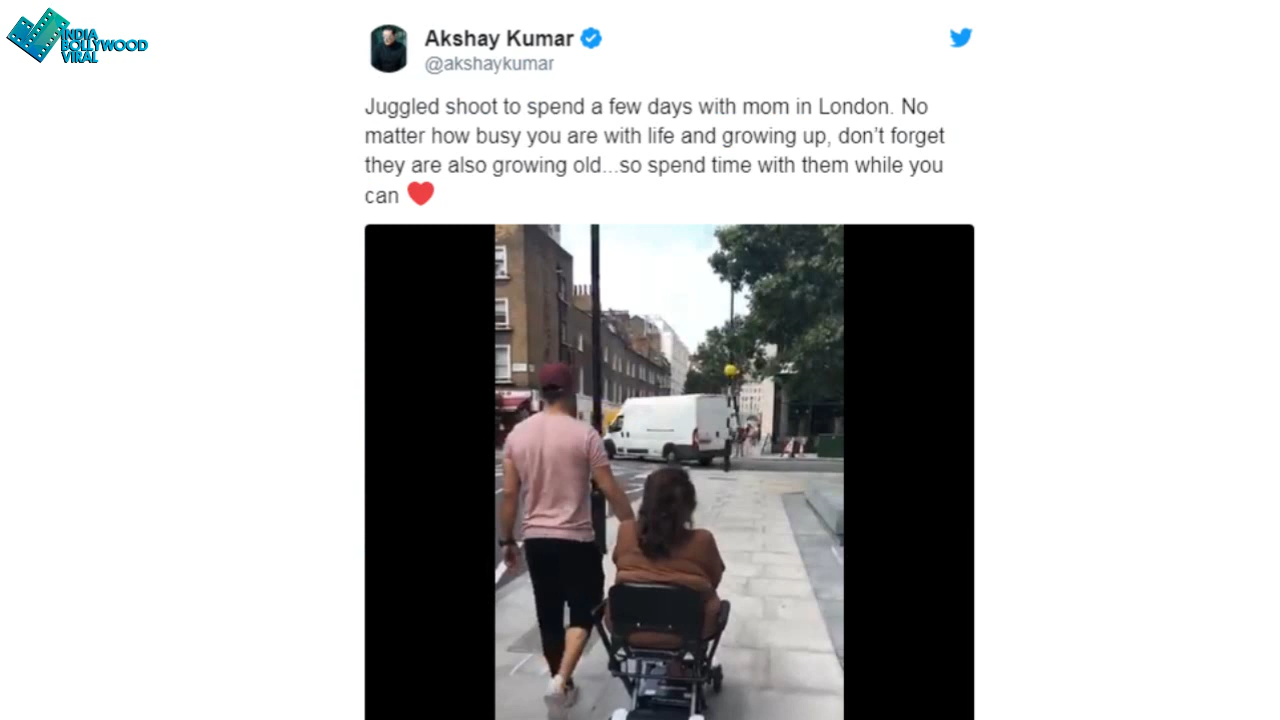 INDIA
BOLLYWOOD
VIRAL
Akshay Kumar
@akshaykumar
Juggled shoot to spend a few days with mom in London. No
matter how busy you are with life and growing up, don’t forget
they are also growing old...so spend time with them while you
can ❤